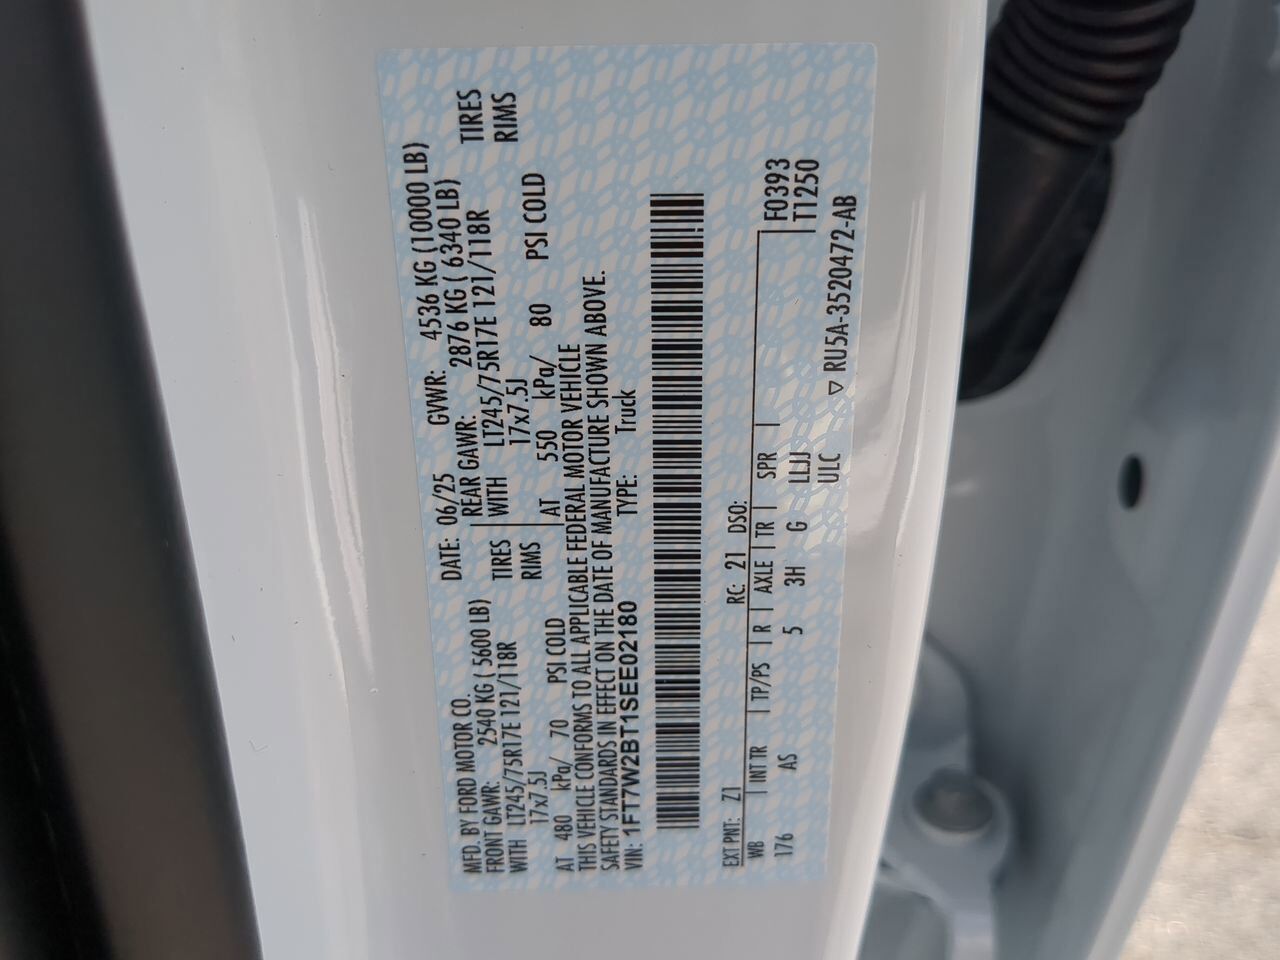 MFD. BY FORD MOTOR CO. DATE: 06/25 GVWR: 4536 KG (10000 LB)
FRONT GAWR: 2540 KG ( 5600 LB) REAR GAWR: 2876 KG ( 6340 LB)
WITH LT245/75R17E 121/118R TIRES WITH LT245/75R17E 121/118R TIRES
17x7.5J RIMS 17x7.5J RIMS
AT 480 kPa/ 70 PSI COLD AT 550 kPa/ 80 PSI COLD
THIS VEHICLE CONFORMS TO ALL APPLICABLE FEDERAL MOTOR VEHICLE
SAFETY STANDARDS IN EFFECT ON THE DATE OF MANUFACTURE SHOWN ABOVE.
VIN: 1FT7W2BT1SEE02180 TYPE: Truck
EXT PNT: Z1 RC: 21 DSO:
WB INT TR TP/PS R AXLE TR SPR F0393
176 AS 5 3H G LLJJ T1250
ULC ▽ RU5A-3520472-AB